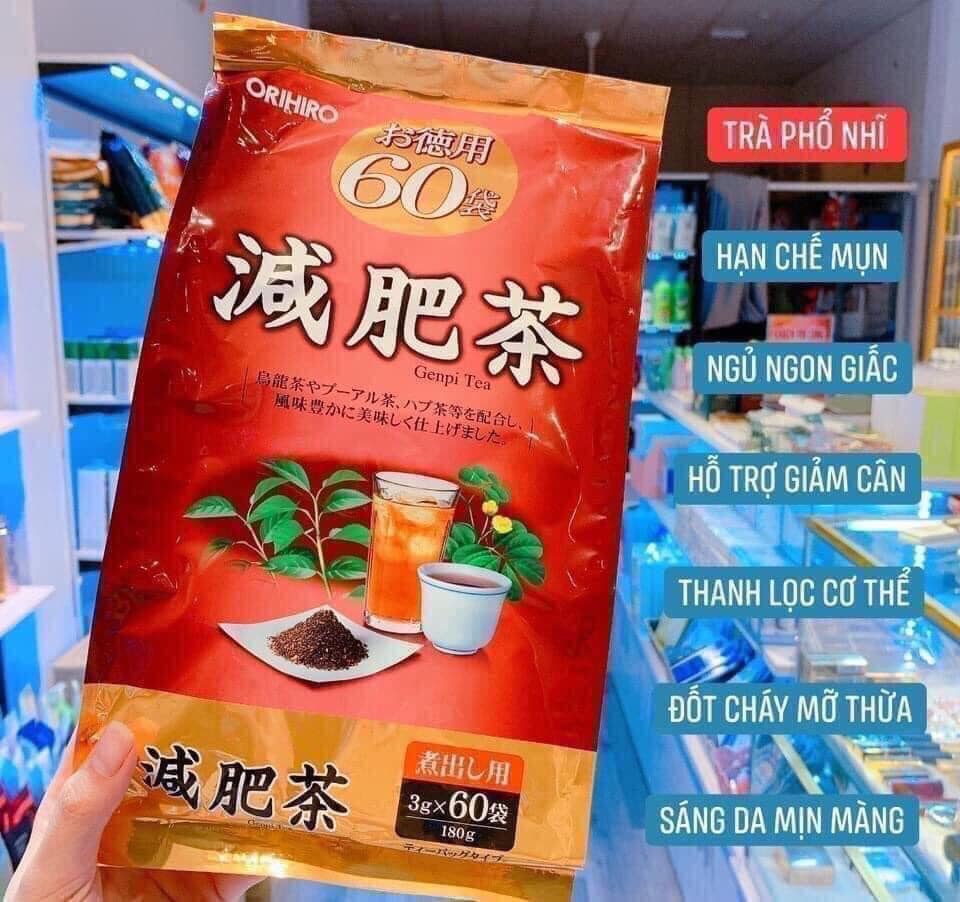 ORIHIRO
お徳用
60袋
減肥茶
Genpi Tea
烏龍茶やプーアル茶、ハブ茶等を配合し、
風味豊かに美味しく仕上げました。
減肥茶
Genpi Tea
煮出し用
3g×60袋
180g
ティーバッグタイプ
TRÀ PHỔ NHĨ
HẠN CHẾ MỤN
NGỦ NGON GIẤC
HỖ TRỢ GIẢM CÂN
THANH LỌC CƠ THỂ
ĐỐT CHÁY MỠ THỪA
SÁNG DA MỊN MÀNG